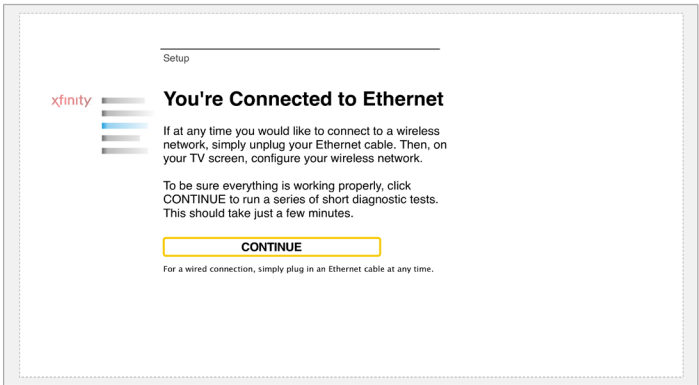 Setup
xfinity
You're Connected to Ethernet
If at any time you would like to connect to a wireless
network, simply unplug your Ethernet cable. Then, on
your TV screen, configure your wireless network.
To be sure everything is working properly, click
CONTINUE to run a series of short diagnostic tests.
This should take just a few minutes.
CONTINUE
For a wired connection, simply plug in an Ethernet cable at any time.